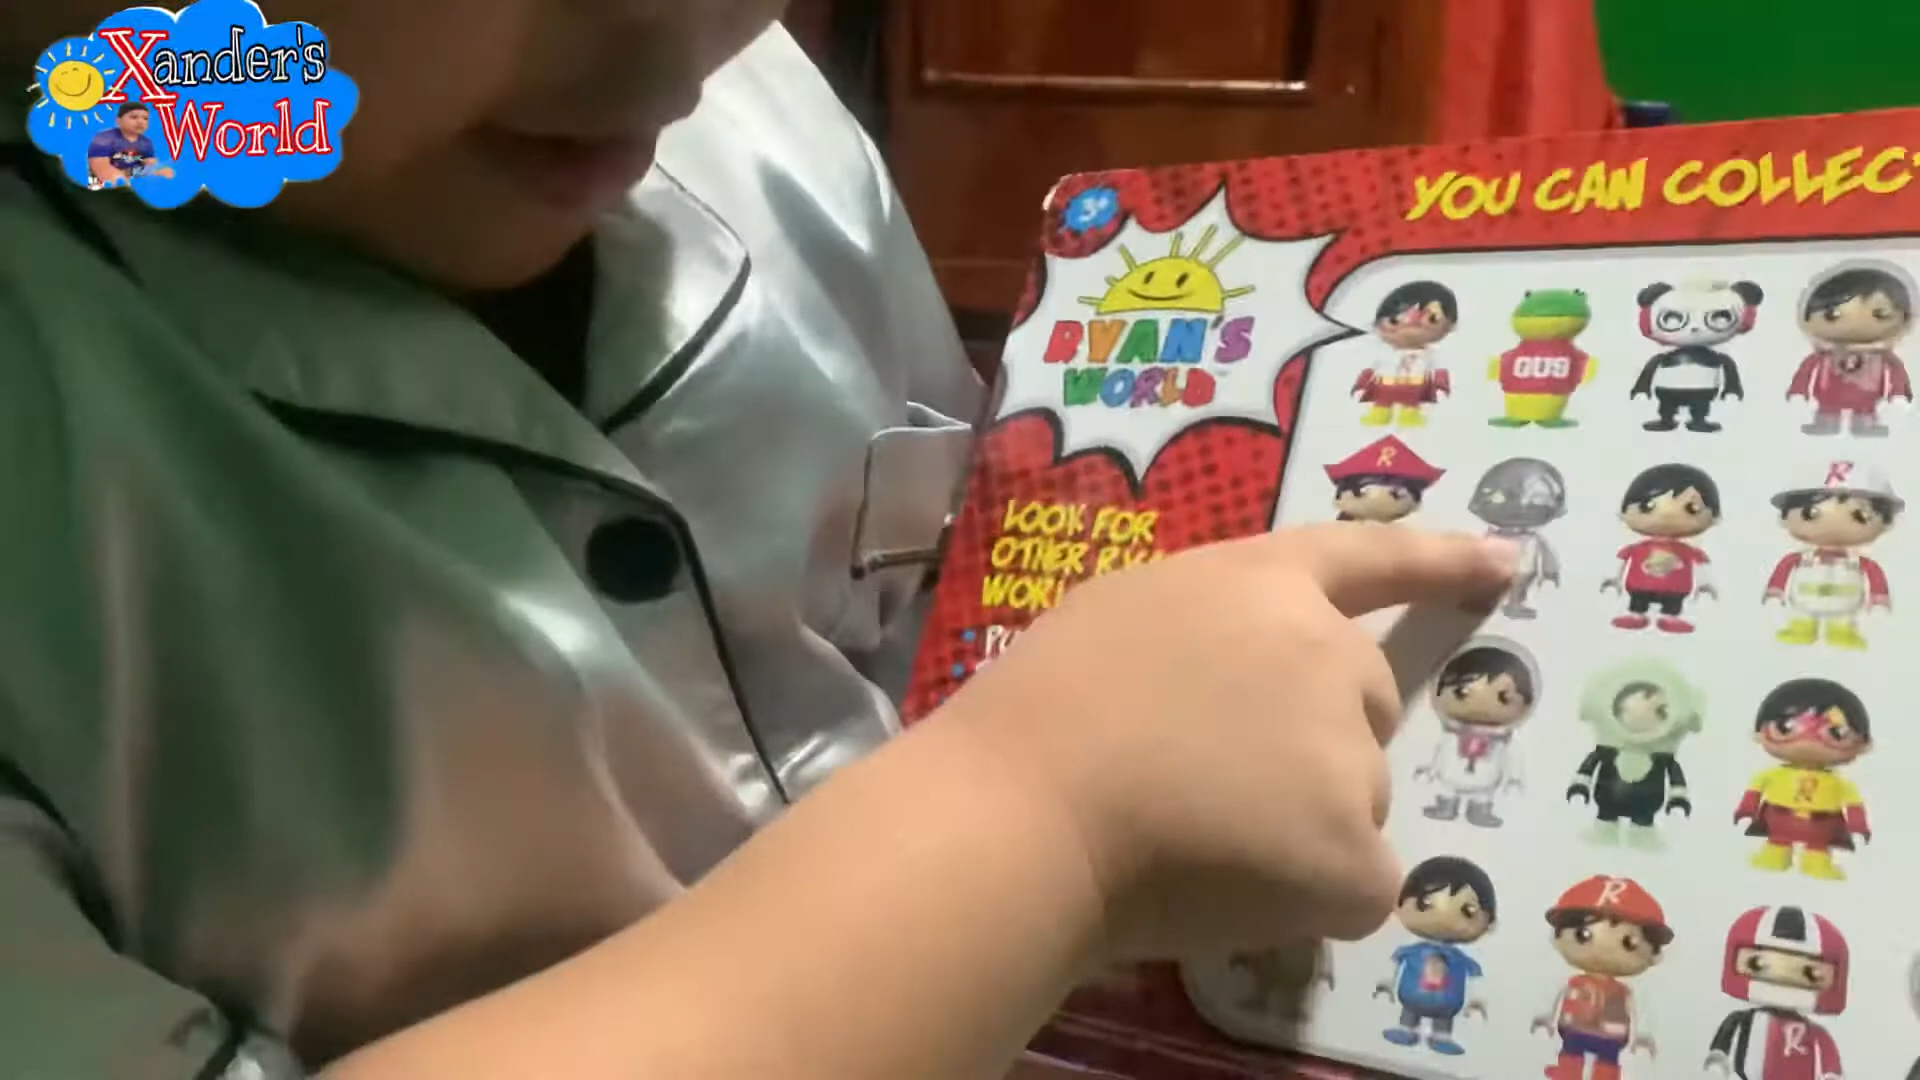 Xander's
World
YOU CAN COLLEC
3+
RYAN'S
WORLD
LOOK FOR
OTHER
GUS
R
R
R
R
R
R